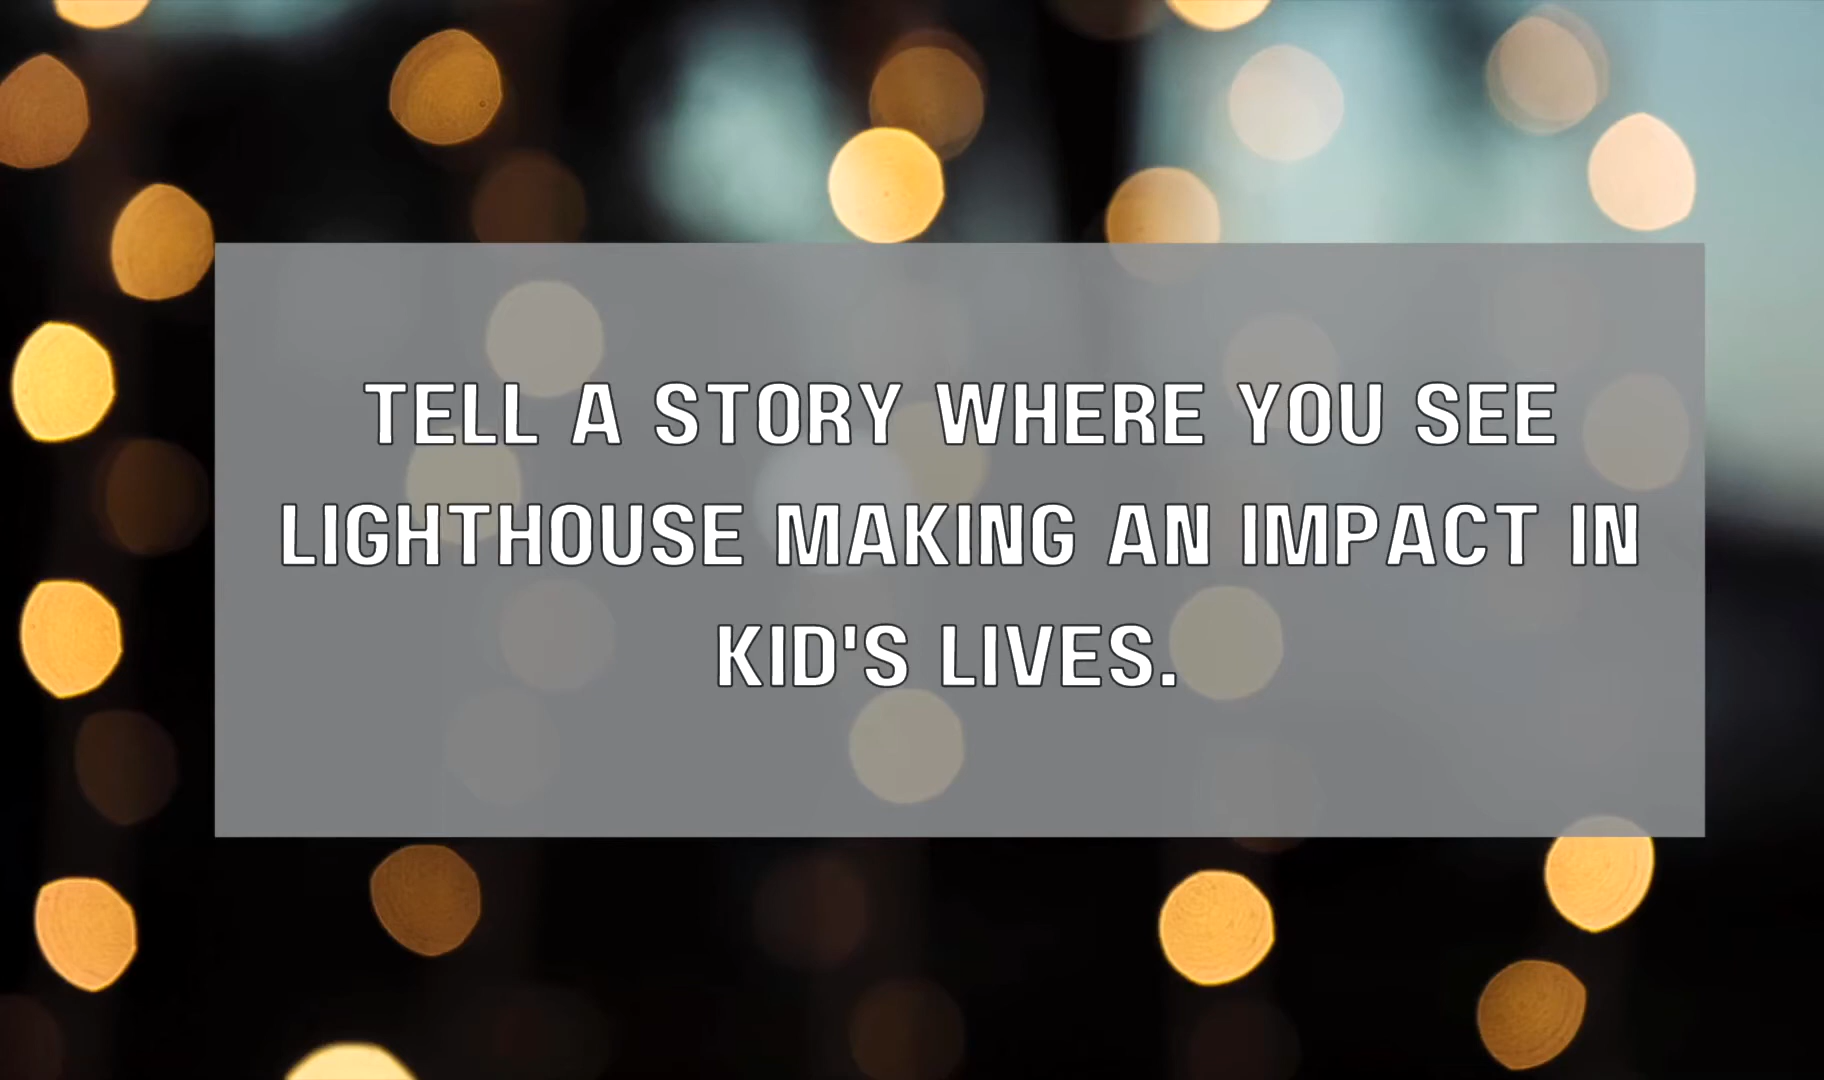 TELL A STORY WHERE YOU SEE
LIGHTHOUSE MAKING AN IMPACT IN
KID'S LIVES.